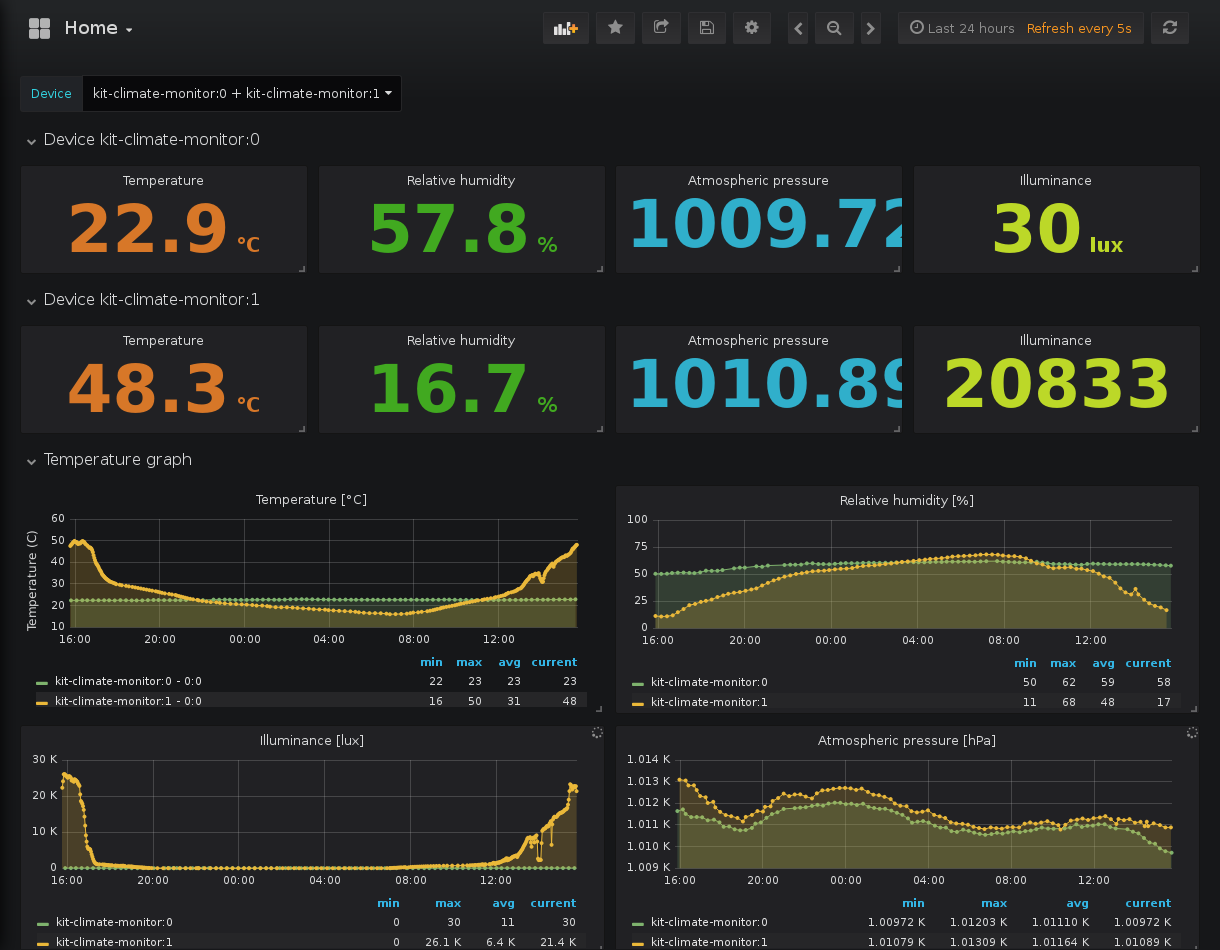 Home
Last 24 hours Refresh every 5s
Device kit-climate-monitor:0 + kit-climate-monitor:1
Device kit-climate-monitor:0
Temperature
22.9 °C
Relative humidity
57.8 %
Atmospheric pressure
1009.72
Illuminance
30 lux
Device kit-climate-monitor:1
Temperature
48.3 °C
Relative humidity
16.7 %
Atmospheric pressure
1010.89
Illuminance
20833
Temperature graph
Temperature [°C]
Temperature (C)
60
50
40
30
20
10
16:00 20:00 00:00 04:00 08:00 12:00
min max avg current
kit-climate-monitor:0 - 0:0 22 23 23 23
kit-climate-monitor:1 - 0:0 16 50 31 48
Relative humidity [%]
100
75
50
25
0
16:00 20:00 00:00 04:00 08:00 12:00
min max avg current
kit-climate-monitor:0 50 62 59 58
kit-climate-monitor:1 11 68 48 17
Illuminance [lux]
30 K
20 K
10 K
0
16:00 20:00 00:00 04:00 08:00 12:00
min max avg current
kit-climate-monitor:0 0 30 11 30
kit-climate-monitor:1 0 26.1 K 6.4 K 21.4 K
Atmospheric pressure [hPa]
1.014 K
1.013 K
1.012 K
1.011 K
1.010 K
1.009 K
16:00 20:00 00:00 04:00 08:00 12:00
min max avg current
kit-climate-monitor:0 1.00972 K 1.01203 K 1.01110 K 1.00972 K
kit-climate-monitor:1 1.01079 K 1.01309 K 1.01164 K 1.01089 K